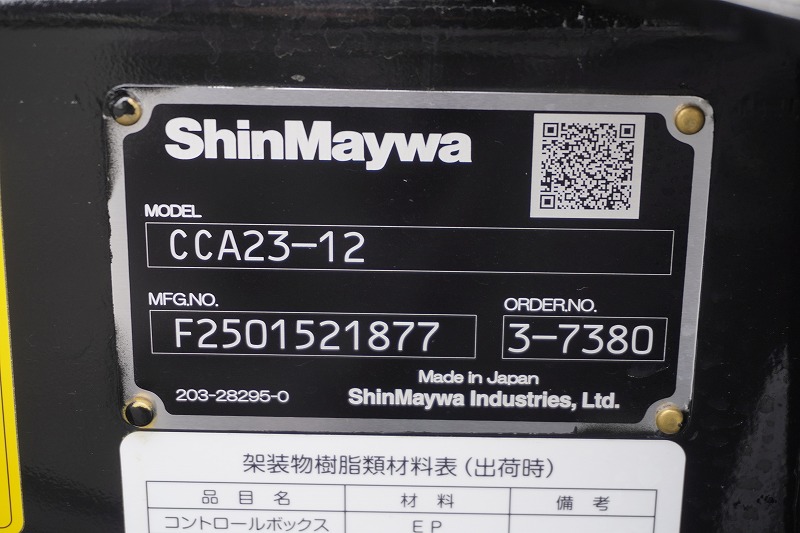 ShinMaywa
MODEL
CCA23-12
MFG.NO.
ORDER.NO.
F2501521877
3-7380
Made in Japan
203-28295-0
ShinMaywa Industries, Ltd.
架装物樹脂類材料表(出荷時)
品目名 材料 備考
コントロールボックス EP